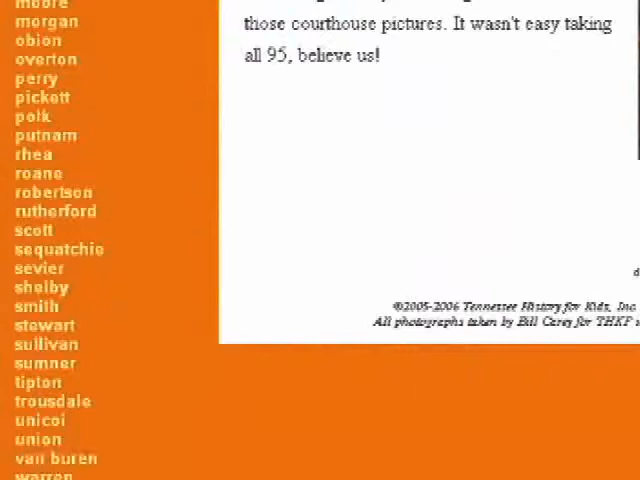 moore
morgan
obion
overton
perry
pickett
polk
putnam
rhea
roane
robertson
rutherford
scott
sequatchie
sevier
shelby
smith
stewart
sullivan
sumner
tipton
trousdale
unicoi
union
van buren
warren
those courthouse pictures. It wasn't easy taking
all 95, believe us!
©2005-2006 Tennessee History for Kids, Inc
All photographs taken by Bill Carey for THKF